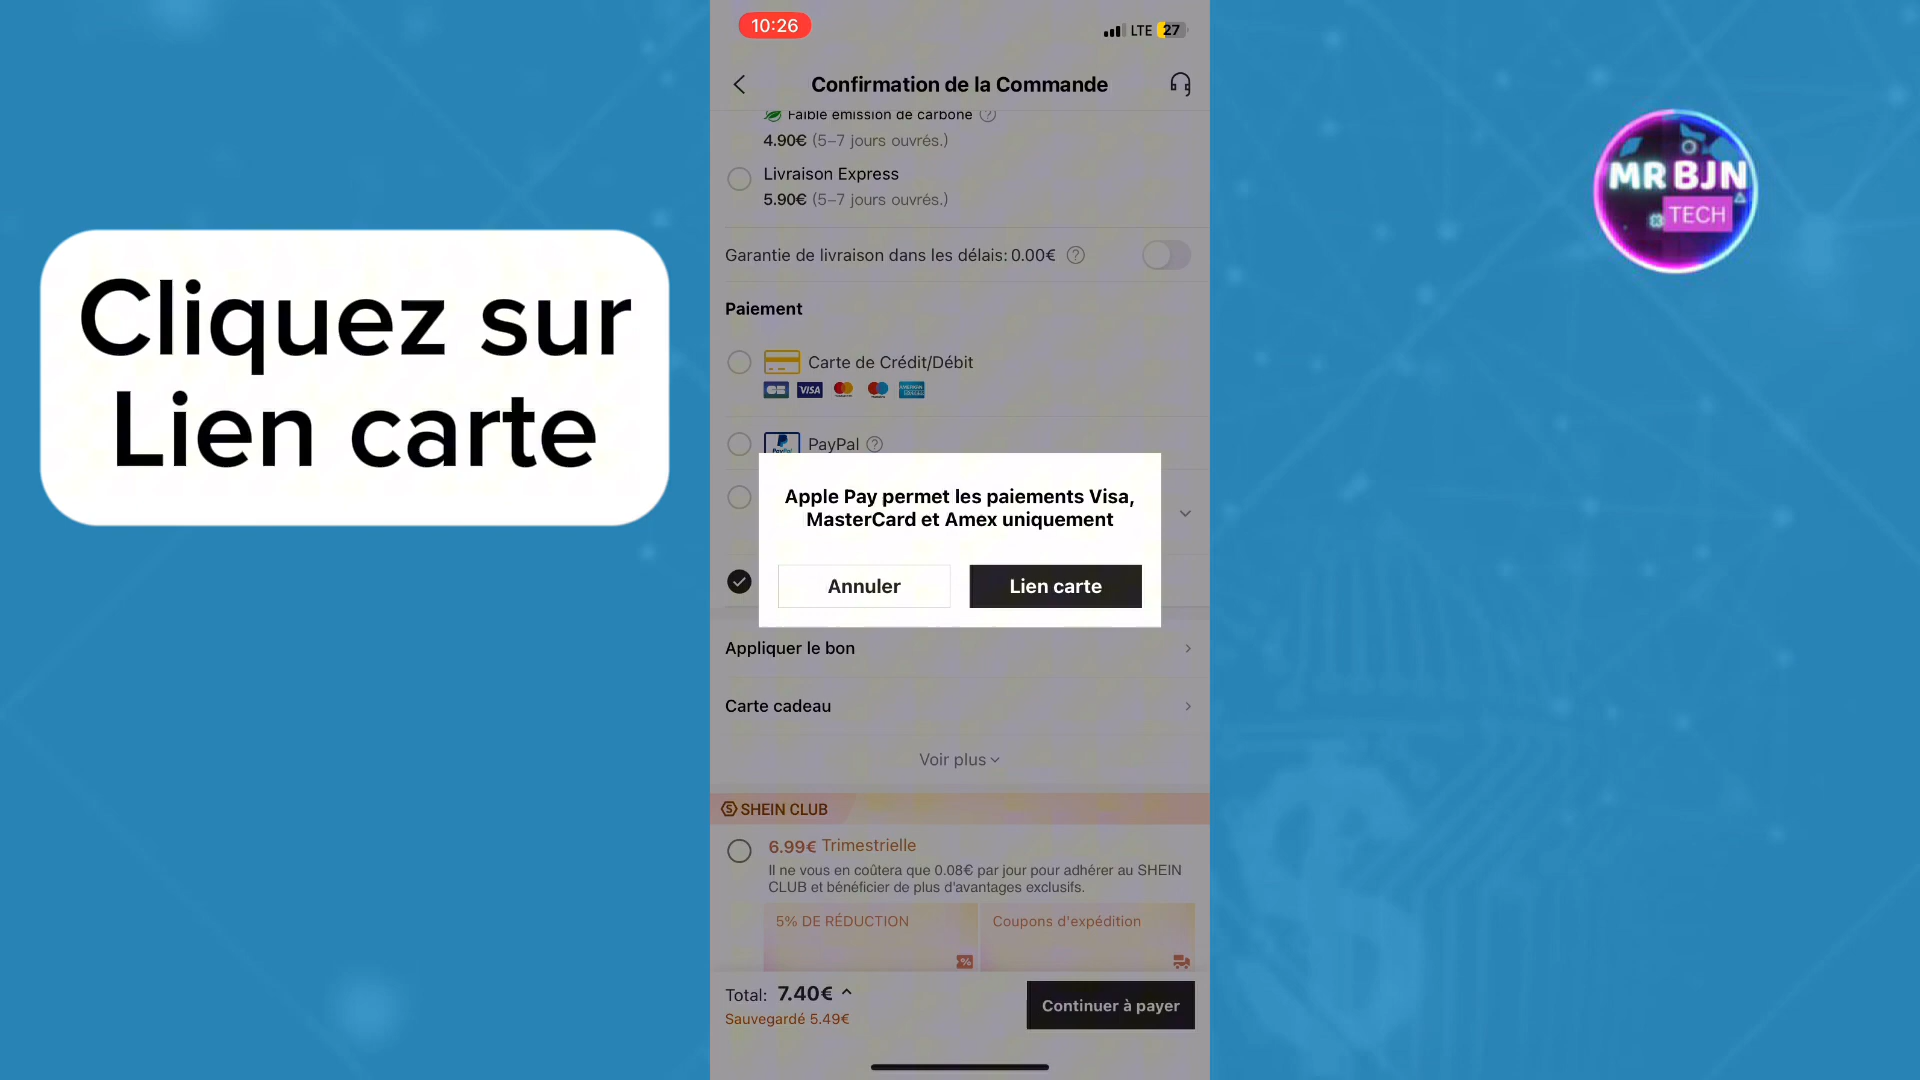 10:26
LTE 27
Confirmation de la Commande
Faible émission de carbone
4.90€ (5–7 jours ouvrés.)
Livraison Express
5.90€ (5–7 jours ouvrés.)
Garantie de livraison dans les délais: 0.00€
Paiement
Carte de Crédit/Débit
CB VISA AMERICAN EXPRESS
PayPal
PayPal
Apple Pay permet les paiements Visa,
MasterCard et Amex uniquement
Annuler
Lien carte
Appliquer le bon
Carte cadeau
Voir plus
SHEIN CLUB
6.99€ Trimestrielle
Il ne vous en coûtera que 0.08€ par jour pour adhérer au SHEIN
CLUB et bénéficier de plus d'avantages exclusifs.
5% DE RÉDUCTION
Coupons d'expédition
Total: 7.40€
Sauvegardé 5.49€
Continuer à payer
Cliquez sur
Lien carte
MR BJN
TECH